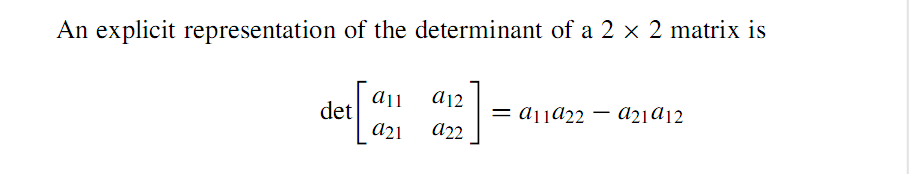 An explicit representation of the determinant of a 2 × 2 matrix is
det[a₁₁ a₁₂
a₂₁ a₂₂] = a₁₁a₂₂ − a₂₁a₁₂